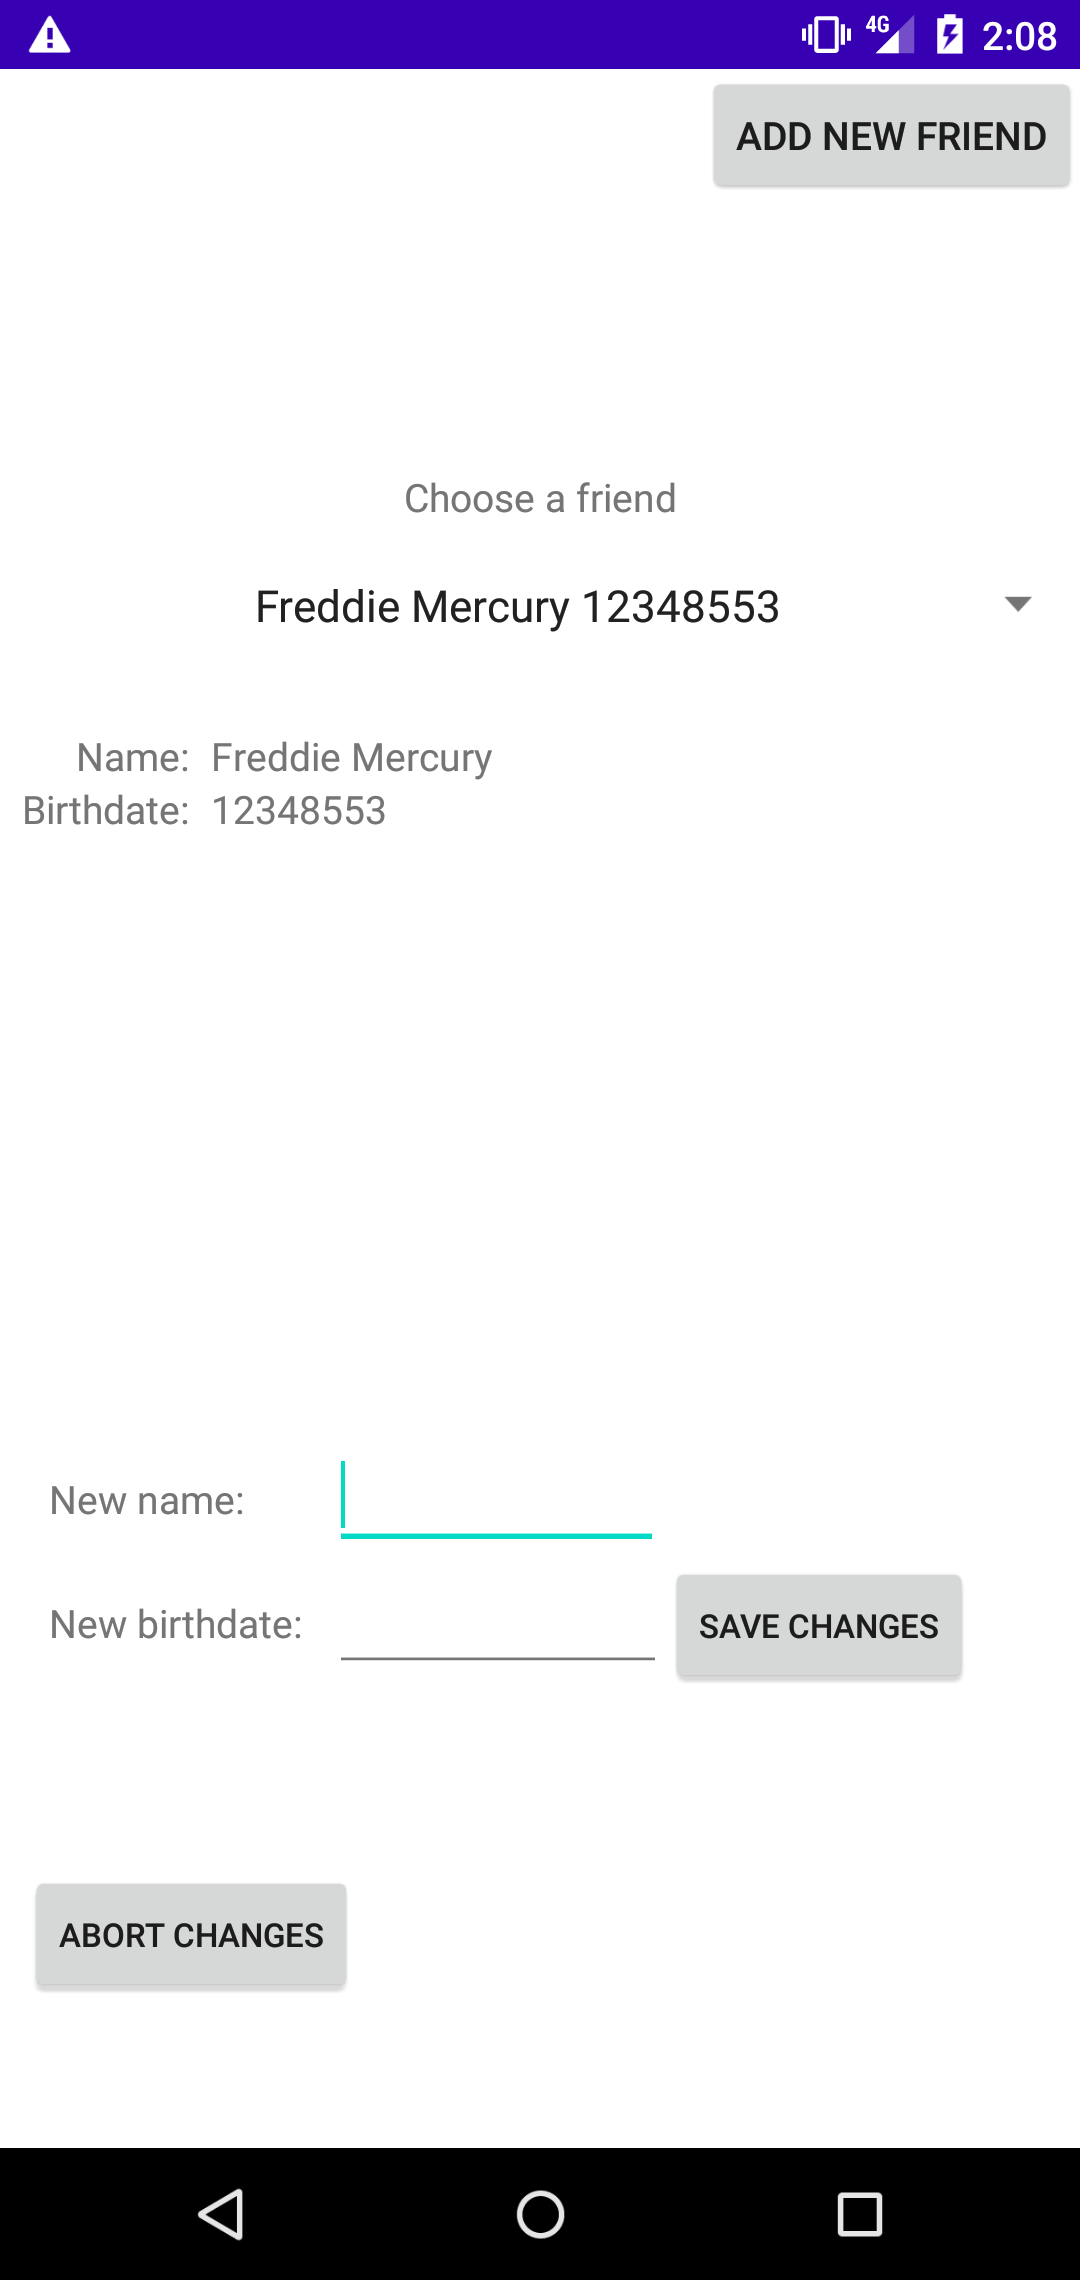 4G 2:08
ADD NEW FRIEND
Choose a friend
Freddie Mercury 12348553
Name: Freddie Mercury
Birthdate: 12348553
New name:
New birthdate:
SAVE CHANGES
ABORT CHANGES